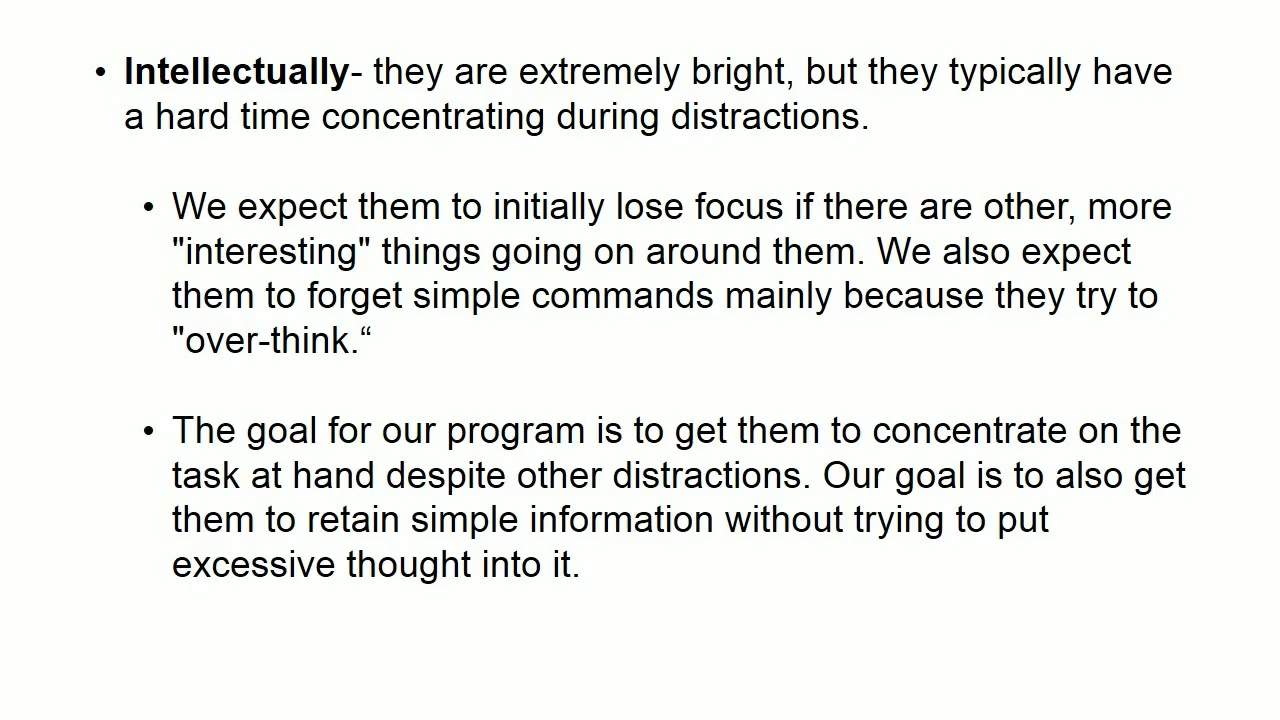 • Intellectually- they are extremely bright, but they typically have
a hard time concentrating during distractions.
• We expect them to initially lose focus if there are other, more
"interesting" things going on around them. We also expect
them to forget simple commands mainly because they try to
"over-think.“
• The goal for our program is to get them to concentrate on the
task at hand despite other distractions. Our goal is to also get
them to retain simple information without trying to put
excessive thought into it.